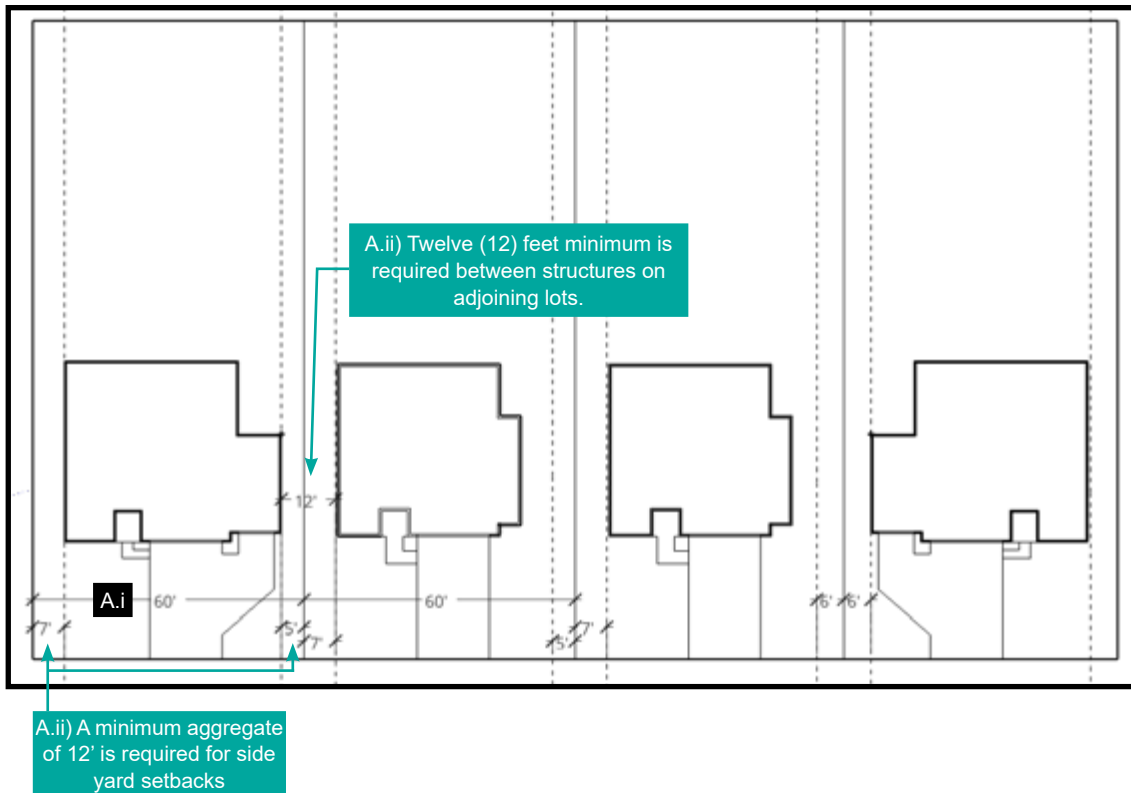 A.ii) Twelve (12) feet minimum is
required between structures on
adjoining lots.
12'
A.i
60'
60'
6'
6'
7'
5'
7'
5'
7'
A.ii) A minimum aggregate
of 12' is required for side
yard setbacks